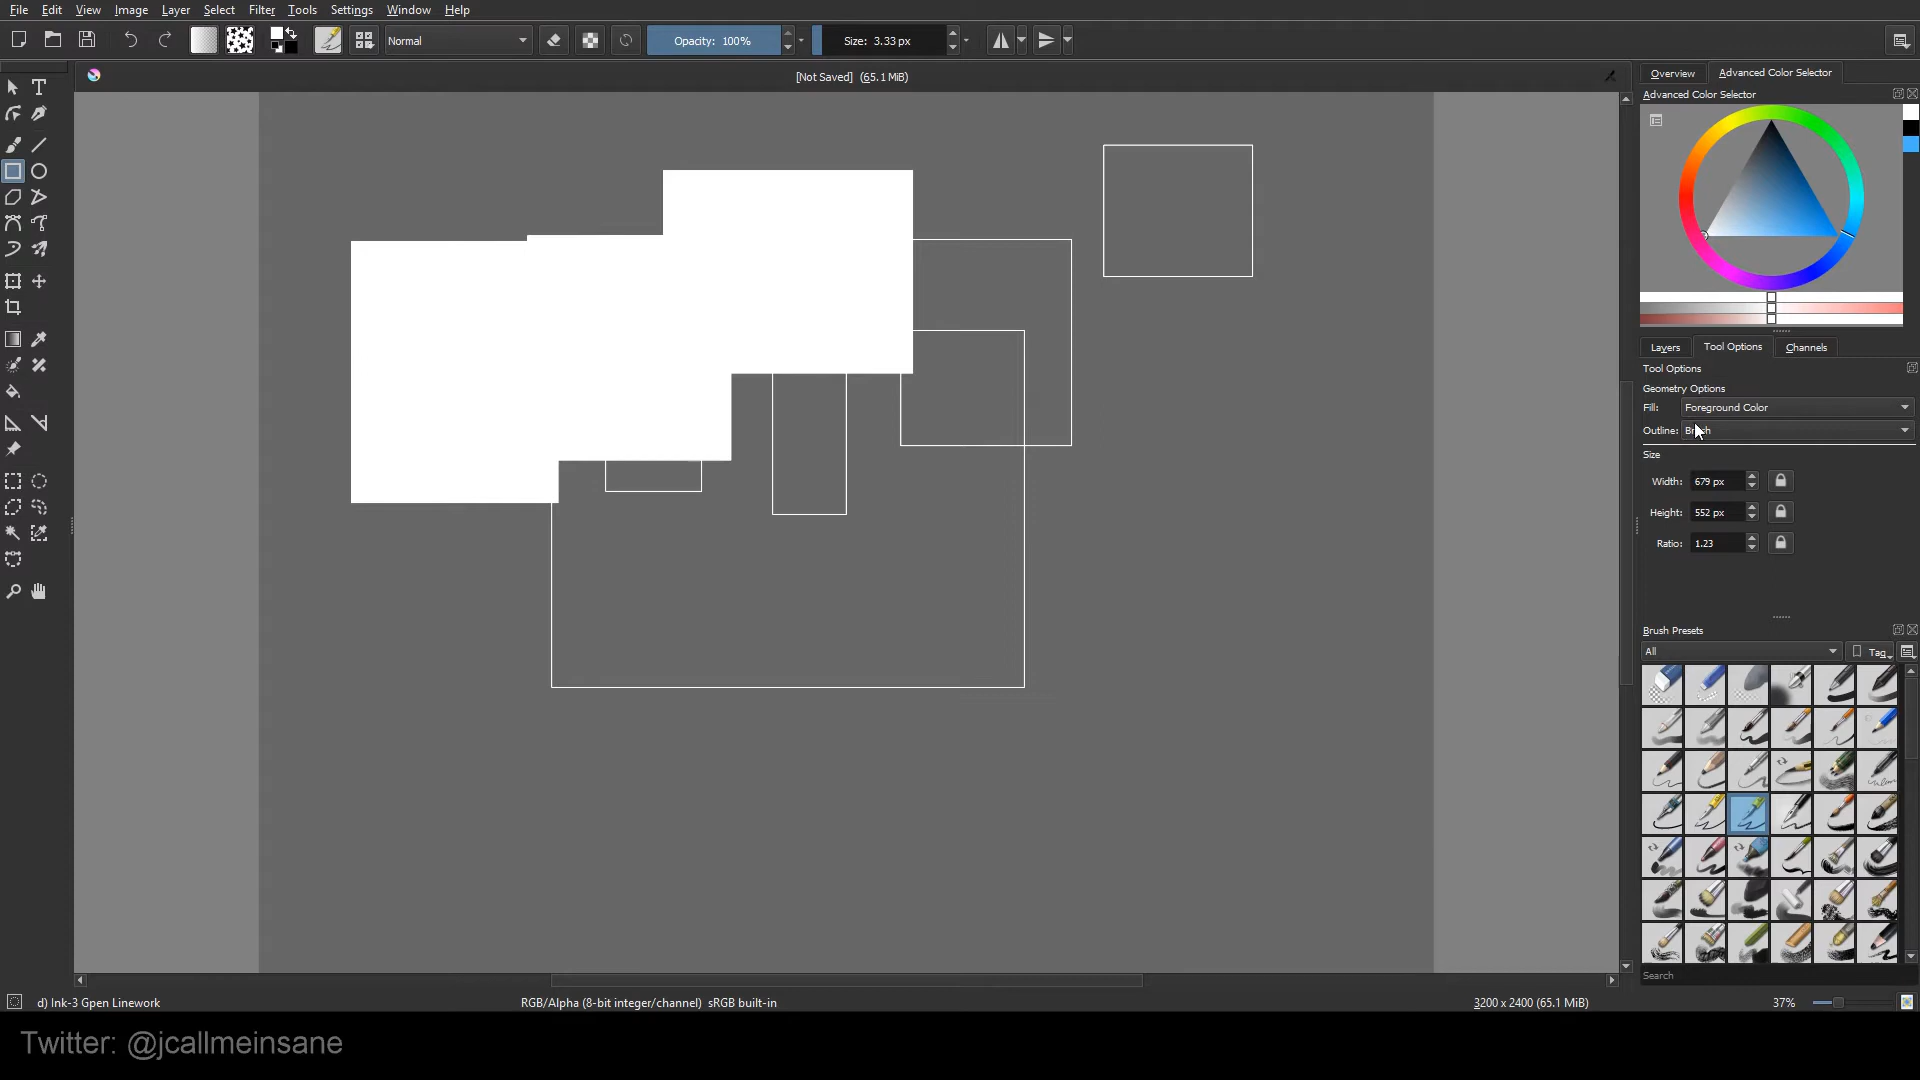 File Edit View Image Layer Select Filter Tools Settings Window Help
Normal Opacity: 100% Size: 3.33 px
[Not Saved] (65.1 MiB)
Overview Advanced Color Selector
Advanced Color Selector
Layers Tool Options Channels
Tool Options
Geometry Options
Fill: Foreground Color
Outline:
Size
Width: 679 px
Height: 552 px
Ratio: 1.23
Brush Presets
All Tag
Search
d) Ink-3 Gpen Linework RGB/Alpha (8-bit integer/channel) sRGB built-in 3200 x 2400 (65.1 MiB) 37%
Twitter: @jcallmeinsane